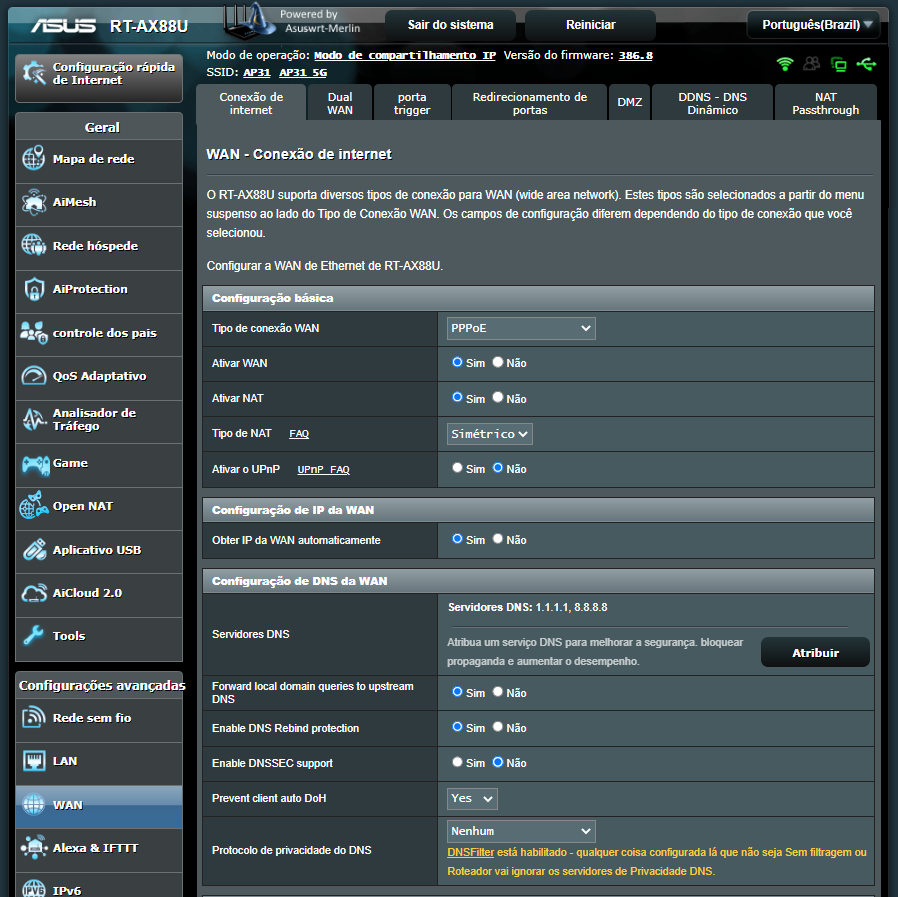 ASUS RT-AX88U
Powered by
Asuswrt-Merlin
Sair do sistema
Reiniciar
Português(Brazil)
Configuração rápida
de Internet
Modo de operação: Modo de compartilhamento IP Versão do firmware: 386.8
SSID: AP31 AP31_5G
Geral
Mapa de rede
AiMesh
Rede hóspede
AiProtection
controle dos pais
QoS Adaptativo
Analisador de
Tráfego
Game
Open NAT
Aplicativo USB
AiCloud 2.0
Tools
Configurações avançadas
Rede sem fio
LAN
WAN
Alexa & IFTTT
IPv6
Conexão de
internet
Dual
WAN
porta
trigger
Redirecionamento de
portas
DMZ
DDNS - DNS
Dinâmico
NAT
Passthrough
WAN - Conexão de internet
O RT-AX88U suporta diversos tipos de conexão para WAN (wide area network). Estes tipos são selecionados a partir do menu
suspenso ao lado do Tipo de Conexão WAN. Os campos de configuração diferem dependendo do tipo de conexão que você
selecionou.
Configurar a WAN de Ethernet de RT-AX88U.
Configuração básica
Tipo de conexão WAN PPPoE
Ativar WAN Sim Não
Ativar NAT Sim Não
Tipo de NAT FAQ Simétrico
Ativar o UPnP UPnP FAQ Sim Não
Configuração de IP da WAN
Obter IP da WAN automaticamente Sim Não
Configuração de DNS da WAN
Servidores DNS
Servidores DNS: 1.1.1.1, 8.8.8.8
Atribua um serviço DNS para melhorar a segurança. bloquear
propaganda e aumentar o desempenho.
Atribuir
Forward local domain queries to upstream
DNS
Sim Não
Enable DNS Rebind protection Sim Não
Enable DNSSEC support Sim Não
Prevent client auto DoH Yes
Protocolo de privacidade do DNS
Nenhum
DNSFilter está habilitado - qualquer coisa configurada lá que não seja Sem filtragem ou
Roteador vai ignorar os servidores de Privacidade DNS.